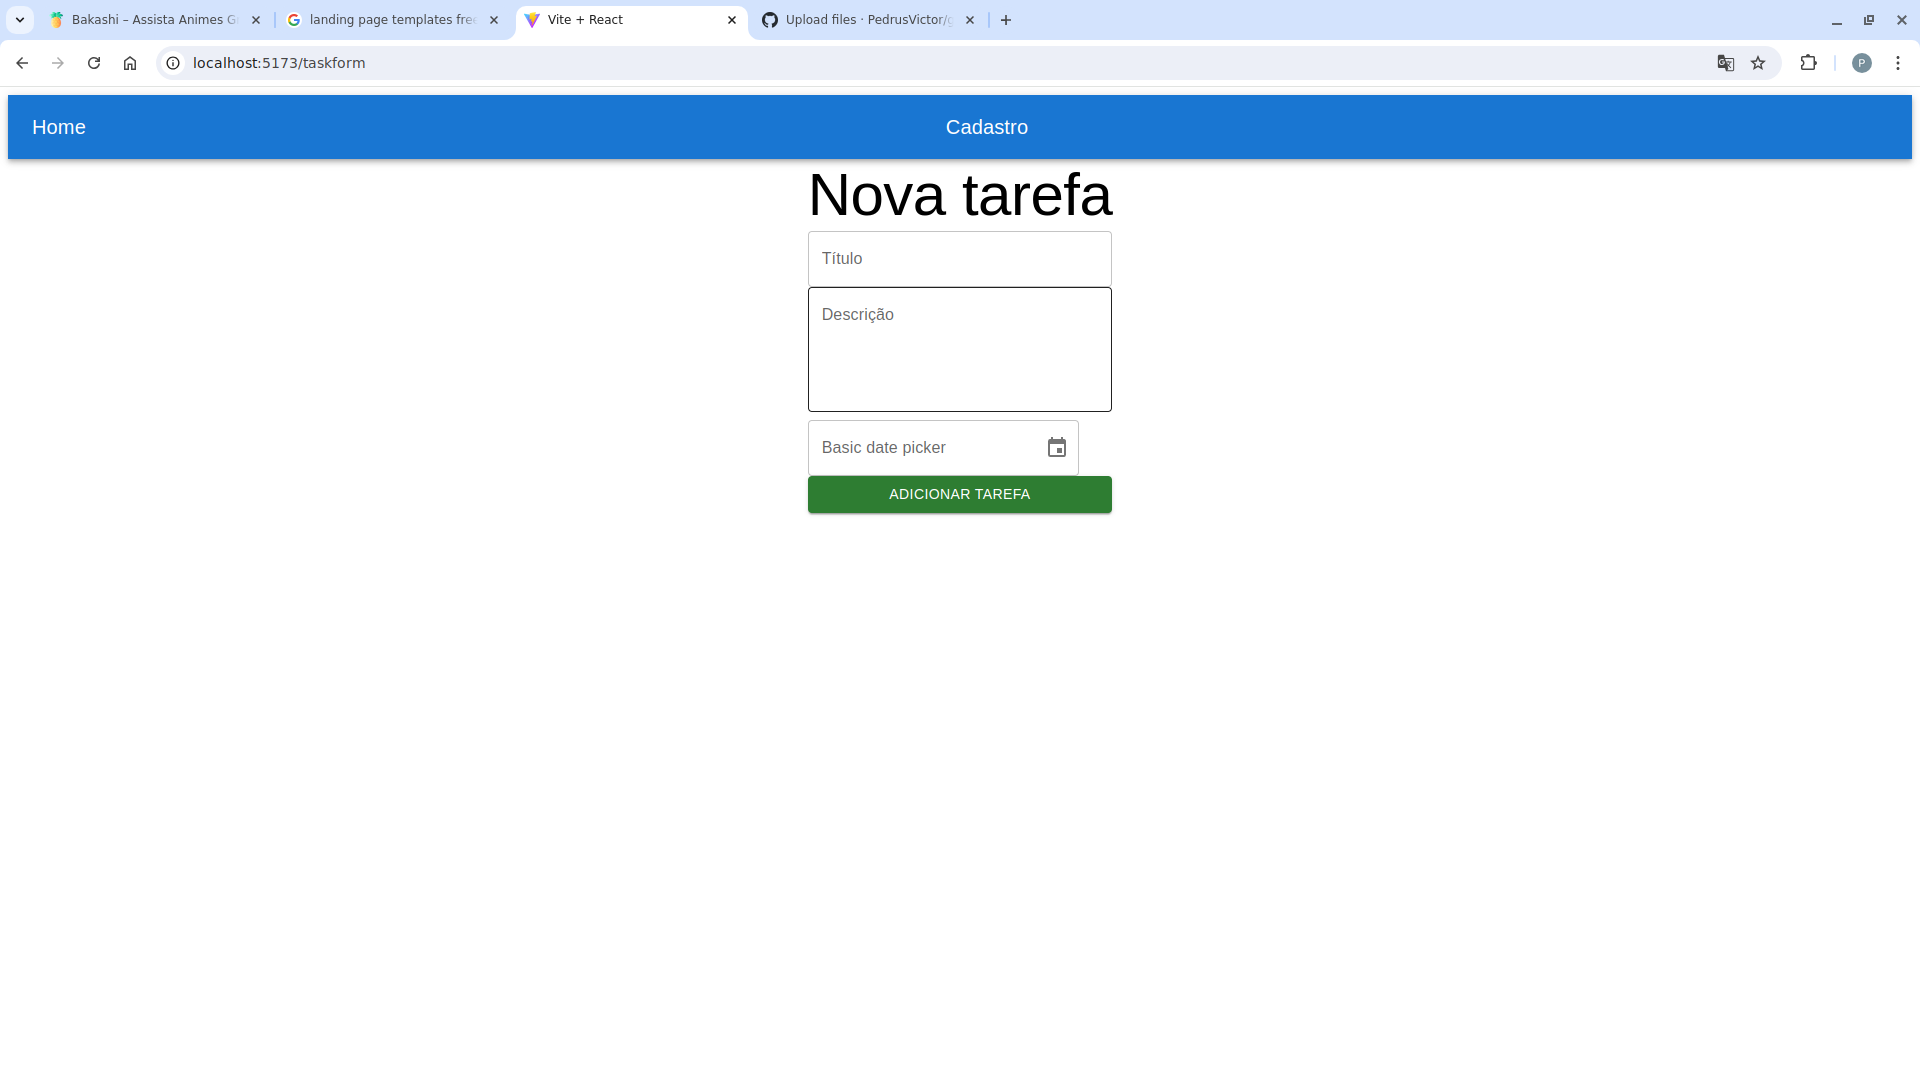 Bakashi – Assista Animes G
landing page templates free
Vite + React
Upload files · PedrusVictor/g
localhost:5173/taskform
P
Home
Cadastro
Nova tarefa
Título
Descrição
Basic date picker
ADICIONAR TAREFA